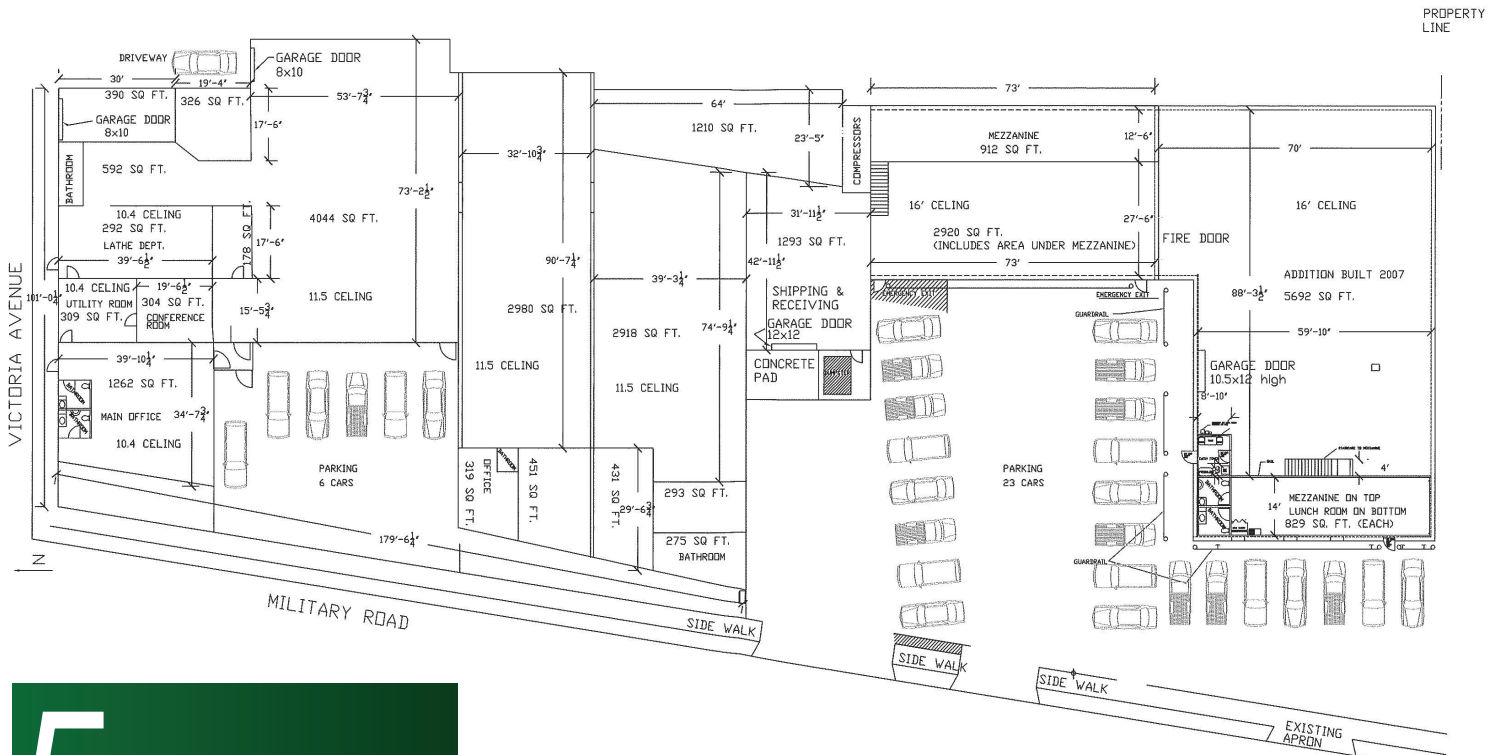 PROPERTY
LINE
DRIVEWAY
GARAGE DOOR
8x10
30'
19'-4"
390 SQ FT.
326 SQ FT.
53'-7¾"
GARAGE DOOR
8x10
17'-6"
64'
73'
1210 SQ FT.
23'-5"
COMPRESSORS
MEZZANINE
912 SQ FT.
12'-6"
70'
32'-10¾"
BATHROOM
592 SQ FT.
73'-2½"
10.4 CELING
292 SQ FT.
LATHE DEPT.
39'-6½"
178 SQ FT.
17'-6"
4044 SQ FT.
31'-11½"
1293 SQ FT.
42'-11½"
16' CELING
2920 SQ FT.
(INCLUDES AREA UNDER MEZZANINE)
27'-6"
73'
16' CELING
FIRE DOOR
ADDITION BUILT 2007
5692 SQ FT.
88'-3½"
90'-7¼"
39'-3¼"
VICTORIA AVENUE
101'-0¼"
10.4 CELING
UTILITY ROOM
309 SQ FT.
19'-6½"
304 SQ FT.
CONFERENCE
ROOM
15'-5¾"
11.5 CELING
2980 SQ FT.
SHIPPING &
RECEIVING
GARAGE DOOR
12x12
EMERGENCY EXIT
EMERGENCY EXIT
GUARDRAIL
59'-10"
2918 SQ FT.
74'-9¼"
39'-10¼"
1262 SQ FT.
MAIN OFFICE
34'-7¾"
10.4 CELING
BATHROOM
BATHROOM
11.5 CELING
11.5 CELING
CONCRETE
PAD
DUMPSTER
GARAGE DOOR
10.5x12 high
8'-10"
PARKING
6 CARS
319 SQ FT.
OFFICE
BATHROOM
451 SQ FT.
431 SQ FT.
29'-6¾"
293 SQ FT.
275 SQ FT.
BATHROOM
PARKING
23 CARS
4'
14'
MEZZANINE ON TOP
LUNCH ROOM ON BOTTOM
829 SQ. FT. (EACH)
BATHROOM
BATHROOM
GUARDRAIL
179'-6¼"
N
MILITARY ROAD
SIDE WALK
SIDE WALK
SIDE WALK
EXISTING
APRON